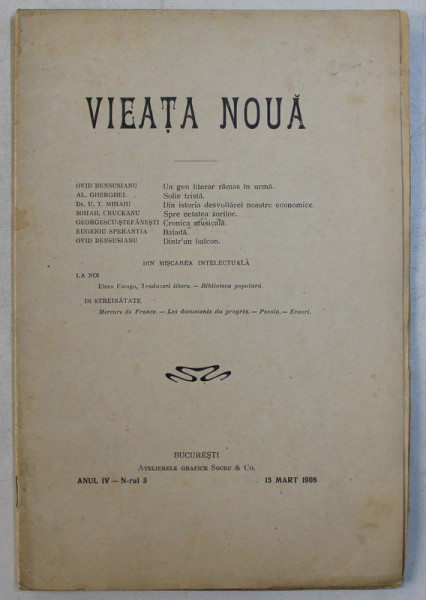 VIEAȚA NOUĂ
OVID DENSUSIANU Un gen literar rămas în urmă.
AL. GHERGHEL Solie tristă.
Dr. U. T. MIHAIU Din istoria desvoltărei noastre economice.
MIHAIL CRUCEANU Spre cetatea zorilor.
GEORGESCU-ȘTEFĂNEȘTI Cronica musicală.
EUGENIU SPERANTIA Baladă.
OVID DENSUSIANU Dintr'un balcon.
DIN MIȘCAREA INTELECTUALĂ
LA NOI
Elena Farago, Traduceri libere. — Biblioteca populară.
IN STREINĂTATE
Mercure de France. — Les documents du progrès. — Poesia. — Eseuri.
BUCUREȘTI
ATELIERELE GRAFICE SOCEC & Co.
ANUL IV — N-rul 3 15 MART 1908